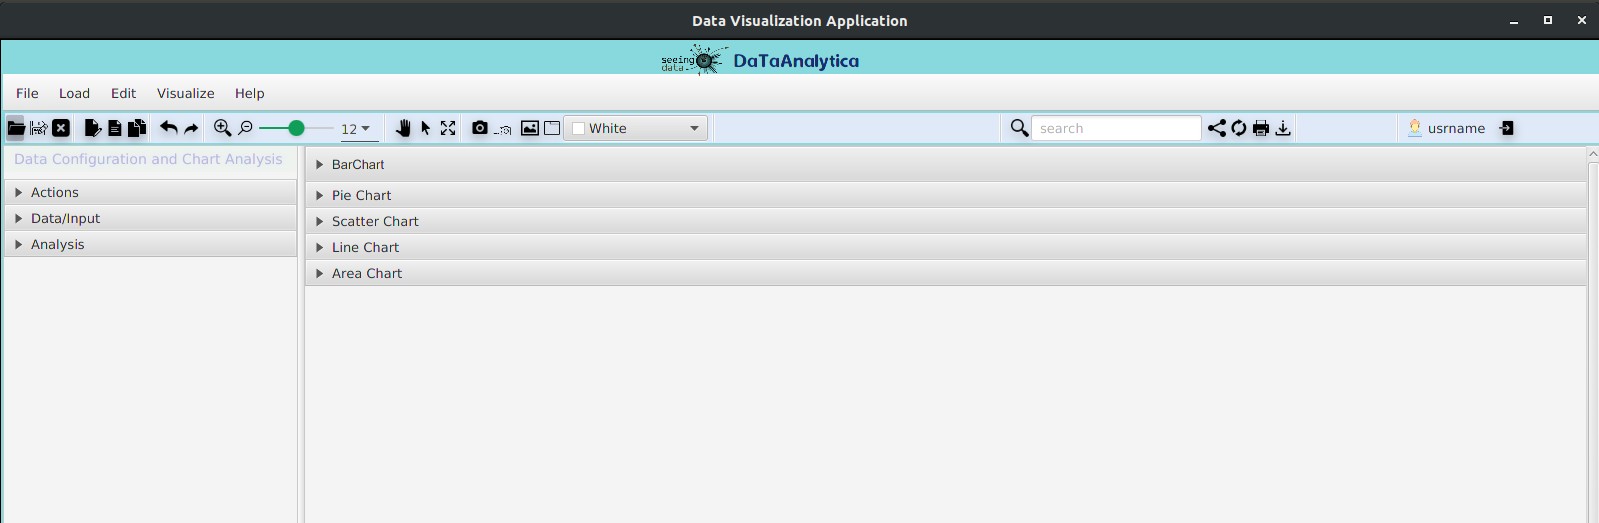 Data Visualization Application
seeing
data
DaTaAnalytica
File Load Edit Visualize Help
12 White search usrname
Data Configuration and Chart Analysis
Actions
Data/Input
Analysis
BarChart
Pie Chart
Scatter Chart
Line Chart
Area Chart